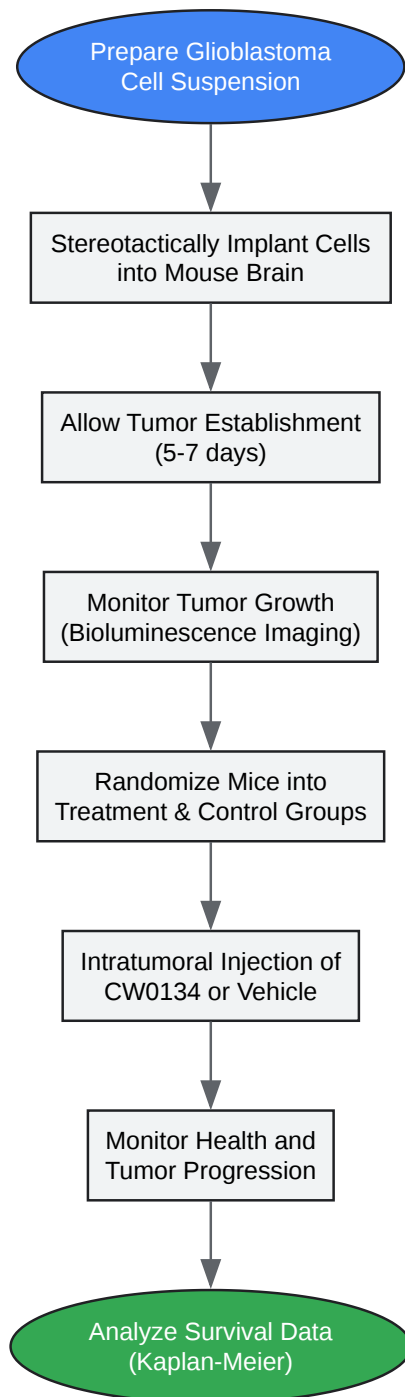 Prepare Glioblastoma
Cell Suspension
Stereotactically Implant Cells
into Mouse Brain
Allow Tumor Establishment
(5-7 days)
Monitor Tumor Growth
(Bioluminescence Imaging)
Randomize Mice into
Treatment & Control Groups
Intratumoral Injection of
CW0134 or Vehicle
Monitor Health and
Tumor Progression
Analyze Survival Data
(Kaplan-Meier)